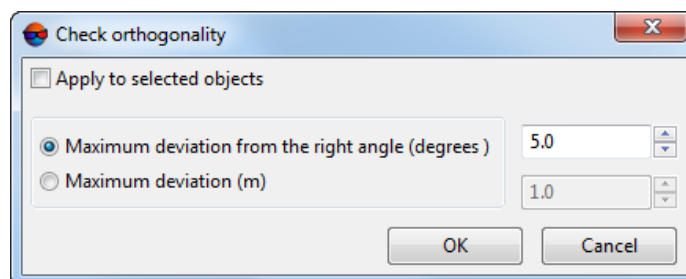 Check orthogonality
Apply to selected objects
Maximum deviation from the right angle (degrees ) 5.0
Maximum deviation (m) 1.0
OK Cancel